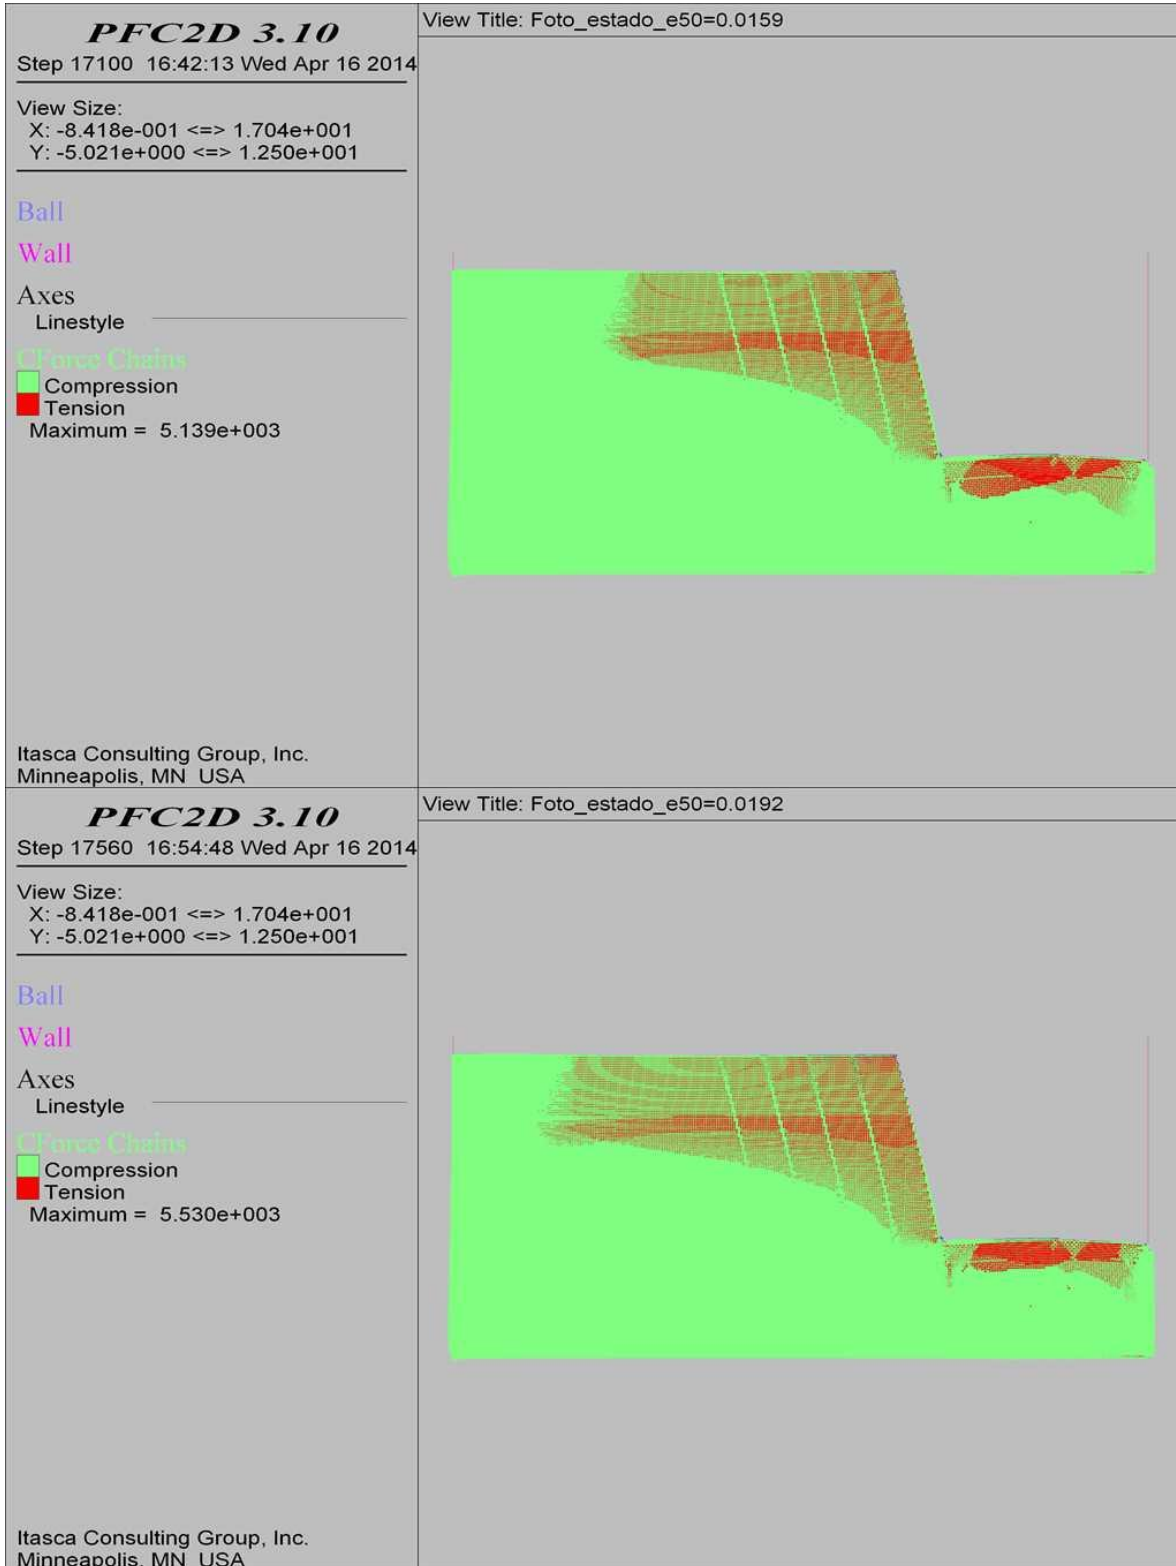 PFC2D 3.10
Step 17100 16:42:13 Wed Apr 16 2014
View Size:
X: -8.418e-001 <=> 1.704e+001
Y: -5.021e+000 <=> 1.250e+001
Ball
Wall
Axes
Linestyle
CForce Chains
Compression
Tension
Maximum = 5.139e+003
Itasca Consulting Group, Inc.
Minneapolis, MN USA
View Title: Foto_estado_e50=0.0159
PFC2D 3.10
Step 17560 16:54:48 Wed Apr 16 2014
View Size:
X: -8.418e-001 <=> 1.704e+001
Y: -5.021e+000 <=> 1.250e+001
Ball
Wall
Axes
Linestyle
CForce Chains
Compression
Tension
Maximum = 5.530e+003
Itasca Consulting Group, Inc.
Minneapolis, MN USA
View Title: Foto_estado_e50=0.0192